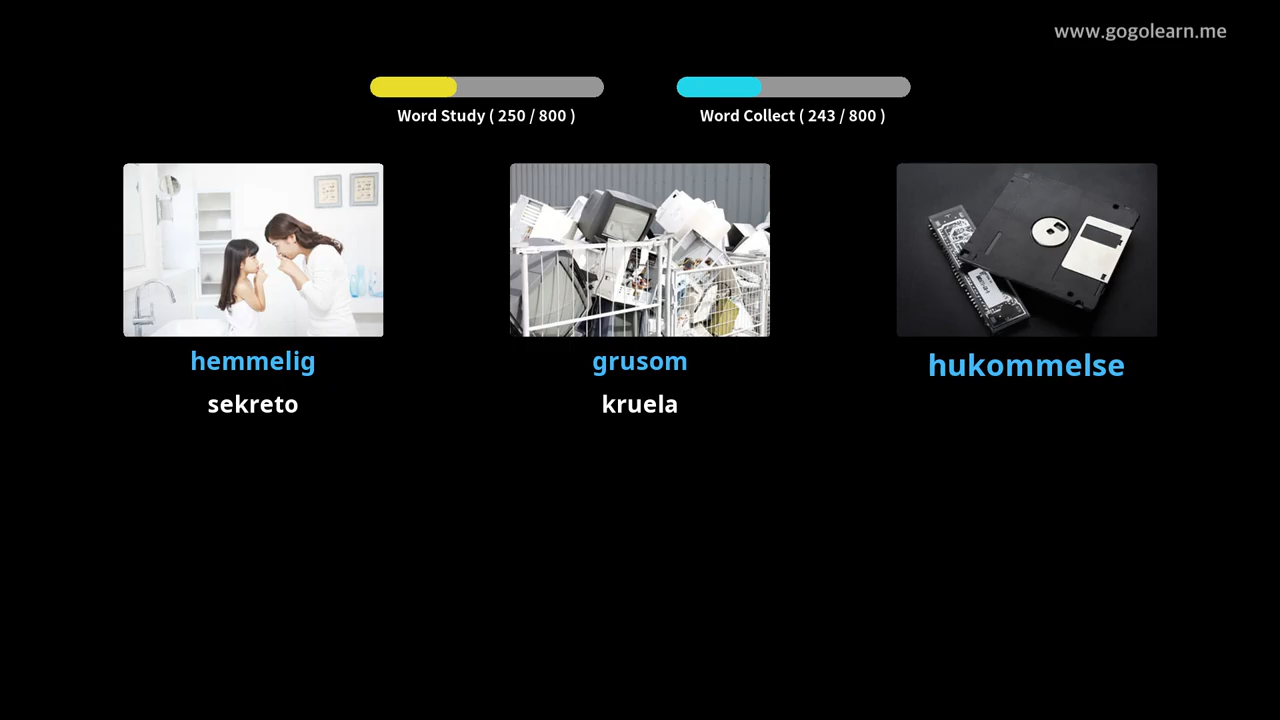 www.gogolearn.me
Word Study ( 250 / 800 )
Word Collect ( 243 / 800 )
hemmelig
grusom
hukommelse
sekreto
kruela